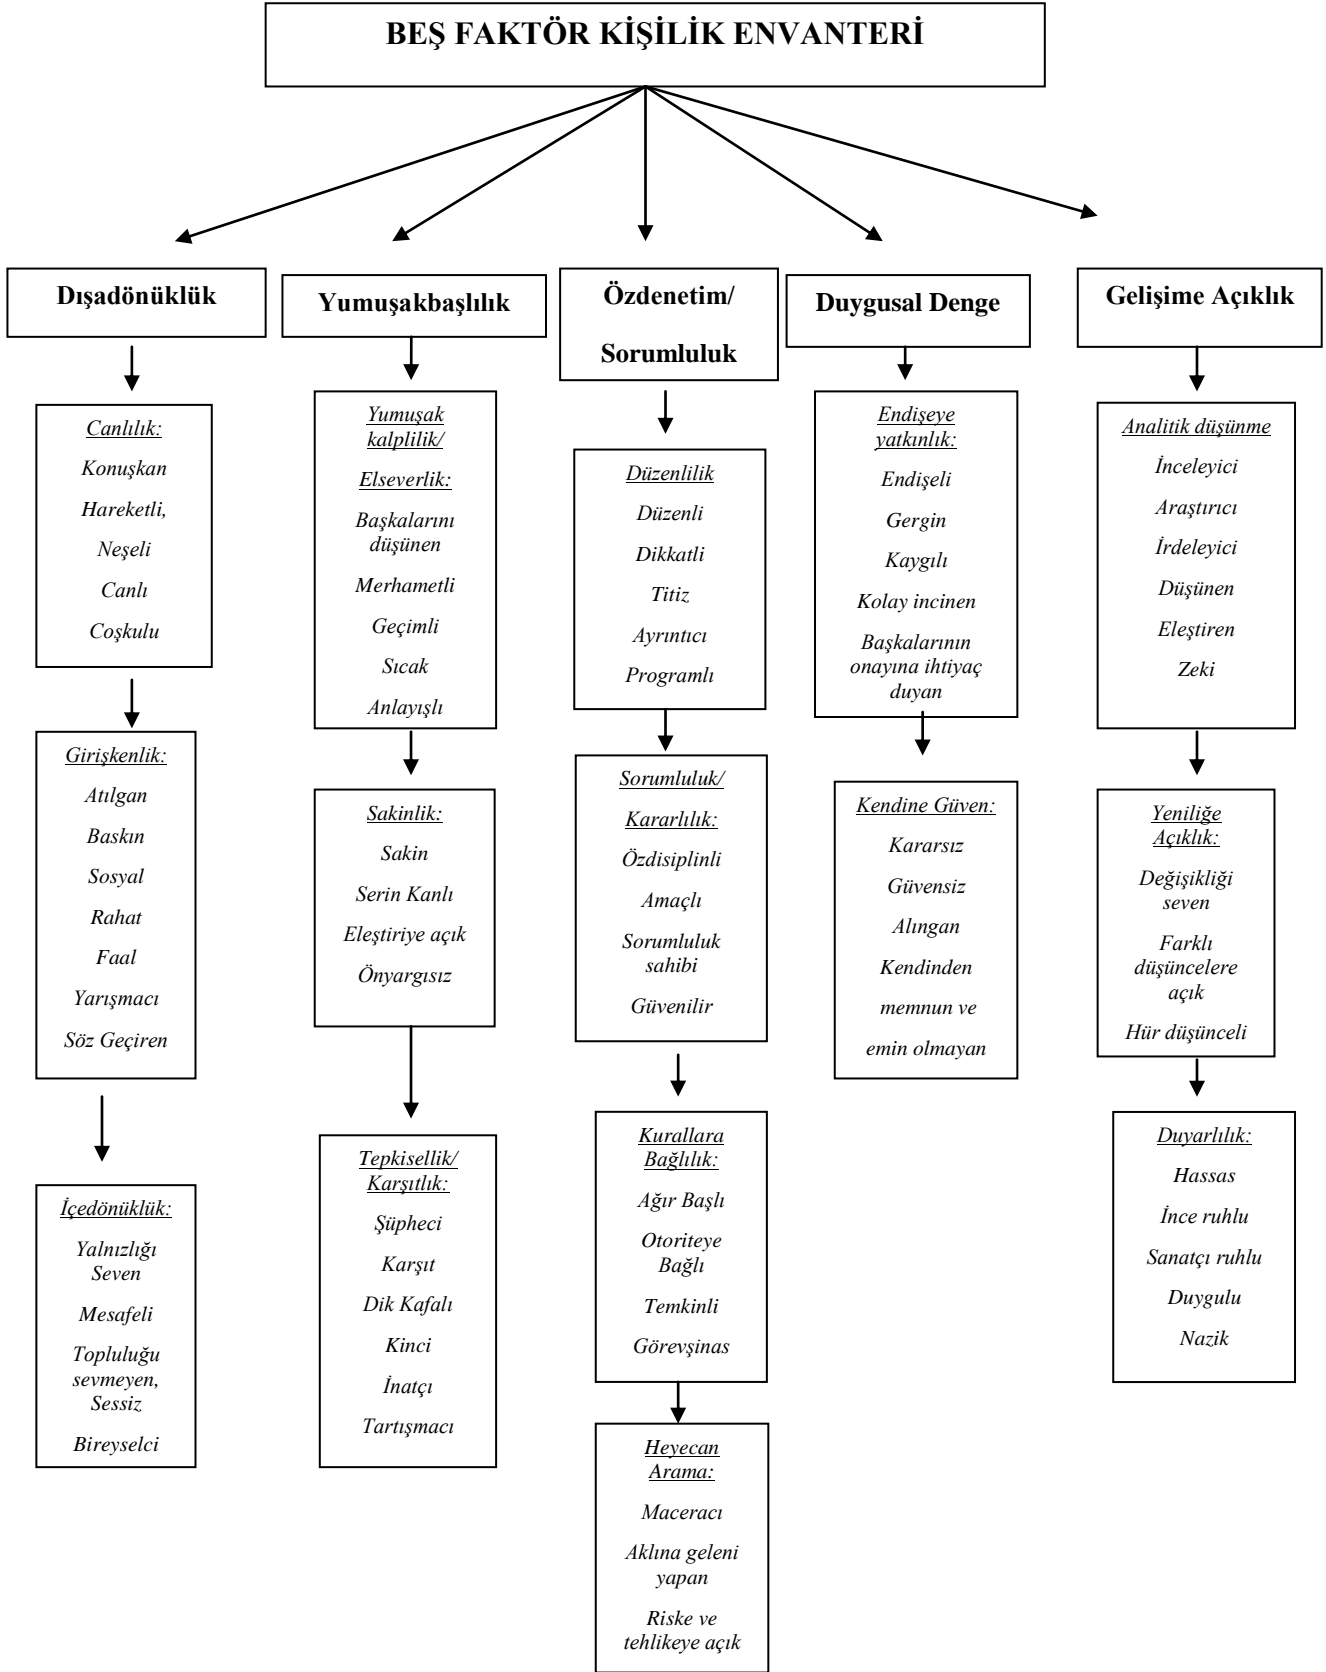 BEŞ FAKTÖR KİŞİLİK ENVANTERİ
Dışadönüklük
Canlılık:
Konuşkan
Hareketli,
Neşeli
Canlı
Coşkulu
Girişkenlik:
Atılgan
Baskın
Sosyal
Rahat
Faal
Yarışmacı
Söz Geçiren
İçedönüklük:
Yalnızlığı
Seven
Mesafeli
Topluluğu
sevmeyen,
Sessiz
Bireyselci
Yumuşakbaşlılık
Yumuşak
kalplilik/
Elseverlik:
Başkalarını
düşünen
Merhametli
Geçimli
Sıcak
Anlayışlı
Sakinlik:
Sakin
Serin Kanlı
Eleştiriye açık
Önyargısız
Tepkisellik/
Karşıtlık:
Şüpheci
Karşıt
Dik Kafalı
Kinci
İnatçı
Tartışmacı
Özdenetim/
Sorumluluk
Düzenlilik
Düzenli
Dikkatli
Titiz
Ayrıntıcı
Programlı
Sorumluluk/
Kararlılık:
Özdisiplinli
Amaçlı
Sorumluluk
sahibi
Güvenilir
Kurallara
Bağlılık:
Ağır Başlı
Otoriteye
Bağlı
Temkinli
Görevşinas
Heyecan
Arama:
Maceracı
Aklına geleni
yapan
Riske ve
tehlikeye açık
Duygusal Denge
Endişeye
yatkınlık:
Endişeli
Gergin
Kaygılı
Kolay incinen
Başkalarının
onayına ihtiyaç
duyan
Kendine Güven:
Kararsız
Güvensiz
Alıngan
Kendinden
memnun ve
emin olmayan
Gelişime Açıklık
Analitik düşünme
İnceleyici
Araştırıcı
İrdeleyici
Düşünen
Eleştiren
Zeki
Yeniliğe
Açıklık:
Değişikliği
seven
Farklı
düşüncelere
açık
Hür düşünceli
Duyarlılık:
Hassas
İnce ruhlu
Sanatçı ruhlu
Duygulu
Nazik